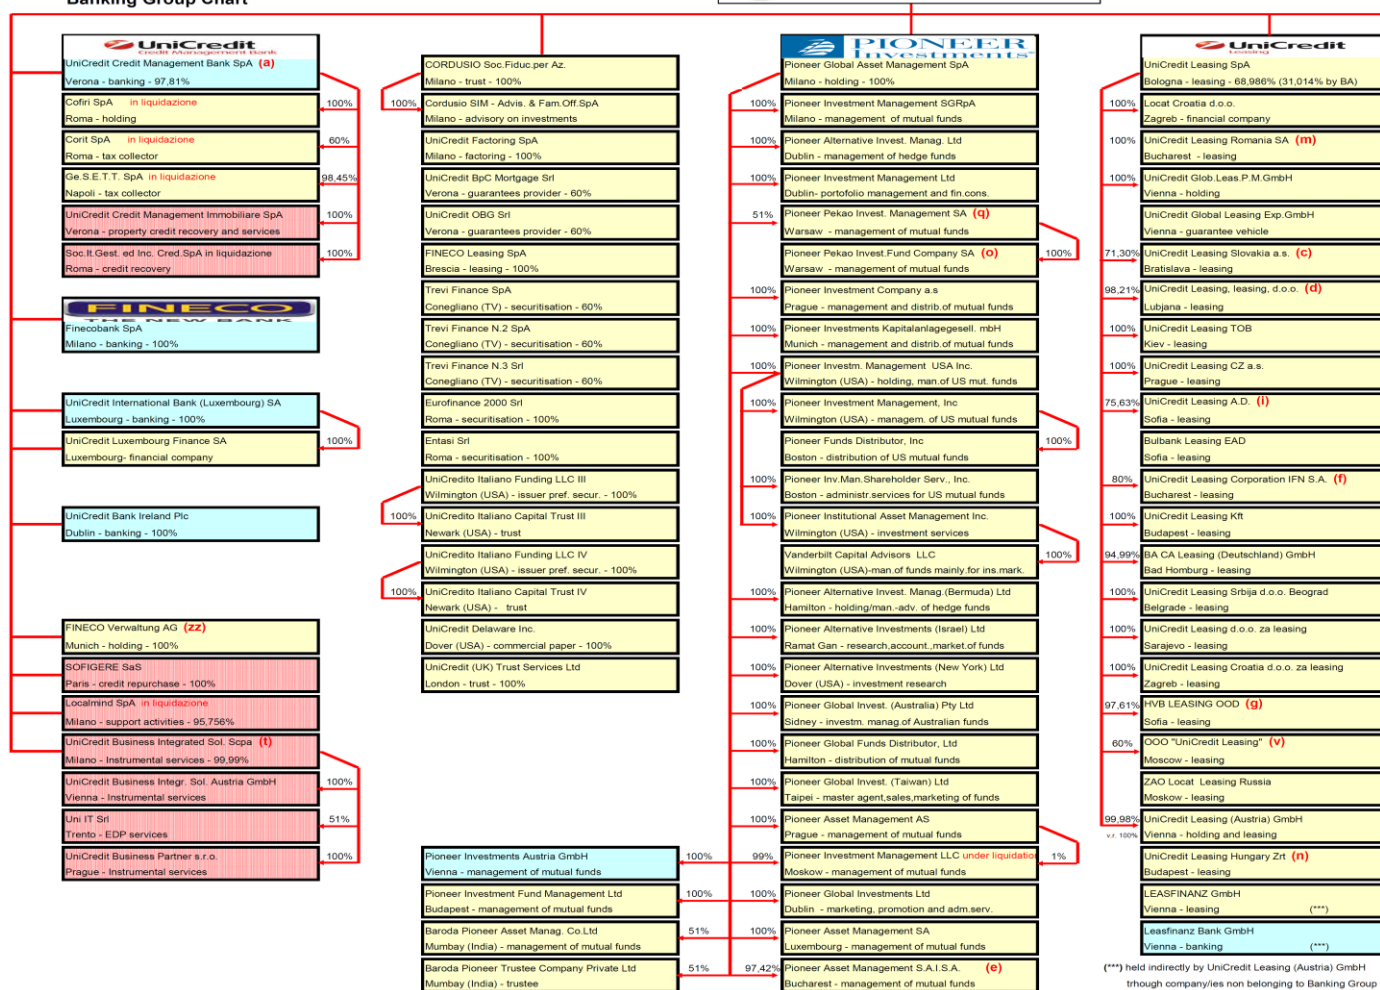 Banking Group Chart
UniCredit
Credit Management Bank
UniCredit Credit Management Bank SpA (a)
Verona - banking - 97,81%
Cofiri SpA in liquidazione
Roma - holding
100%
Corit SpA in liquidazione
Roma - tax collector
60%
Ge.S.E.T.T. SpA in liquidazione
Napoli - tax collector
98,45%
UniCredit Credit Management Immobiliare SpA
Verona - property credit recovery and services
100%
Soc.It.Gest. ed Inc. Cred.SpA in liquidazione
Roma - credit recovery
100%
FINECO
THE NEW BANK
Finecobank SpA
Milano - banking - 100%
UniCredit International Bank (Luxembourg) SA
Luxembourg - banking - 100%
UniCredit Luxembourg Finance SA
Luxembourg- financial company
100%
UniCredit Bank Ireland Plc
Dublin - banking - 100%
FINECO Verwaltung AG (zz)
Munich - holding - 100%
SOFIGERE SaS
Paris - credit repurchase - 100%
Localmind SpA in liquidazione
Milano - support activities - 95,756%
UniCredit Business Integrated Sol. Scpa (t)
Milano - Instrumental services - 99,99%
UniCredit Business Integr. Sol. Austria GmbH
Vienna - Instrumental services
100%
Uni IT Srl
Trento - EDP services
51%
UniCredit Business Partner s.r.o.
Prague - Instrumental services
100%
CORDUSIO Soc.Fiduc.per Az.
Milano - trust - 100%
100%
Cordusio SIM - Advis. & Fam.Off.SpA
Milano - advisory on investments
UniCredit Factoring SpA
Milano - factoring - 100%
UniCredit BpC Mortgage Srl
Verona - guarantees provider - 60%
UniCredit OBG Srl
Verona - guarantees provider - 60%
FINECO Leasing SpA
Brescia - leasing - 100%
Trevi Finance SpA
Conegliano (TV) - securitisation - 60%
Trevi Finance N.2 SpA
Conegliano (TV) - securitisation - 60%
Trevi Finance N.3 Srl
Conegliano (TV) - securitisation - 60%
Eurofinance 2000 Srl
Roma - securitisation - 100%
Entasi Srl
Roma - securitisation - 100%
UniCredito Italiano Funding LLC III
Wilmington (USA) - issuer pref. secur. - 100%
100%
UniCredito Italiano Capital Trust III
Newark (USA) - trust
UniCredito Italiano Funding LLC IV
Wilmington (USA) - issuer pref. secur. - 100%
100%
UniCredito Italiano Capital Trust IV
Newark (USA) - trust
UniCredit Delaware Inc.
Dover (USA) - commercial paper - 100%
UniCredit (UK) Trust Services Ltd
London - trust - 100%
Pioneer Investments Austria GmbH
Vienna - management of mutual funds
100%
Pioneer Investment Fund Management Ltd
Budapest - management of mutual funds
100%
Baroda Pioneer Asset Manag. Co.Ltd
Mumbay (India) - management of mutual funds
51%
Baroda Pioneer Trustee Company Private Ltd
Mumbay (India) - trustee
51%
PIONEER
Investments
Pioneer Global Asset Management SpA
Milano - holding - 100%
100%
Pioneer Investment Management SGRpA
Milano - management of mutual funds
100%
Pioneer Alternative Invest. Manag. Ltd
Dublin - management of hedge funds
100%
Pioneer Investment Management Ltd
Dublin- portofolio management and fin.cons.
51%
Pioneer Pekao Invest. Management SA (q)
Warsaw - management of mutual funds
Pioneer Pekao Invest.Fund Company SA (o)
Warsaw - management of mutual funds
100%
100%
Pioneer Investment Company a.s
Prague - management and distrib.of mutual funds
100%
Pioneer Investments Kapitalanlagegesell. mbH
Munich - management and distrib.of mutual funds
100%
Pioneer Investm. Management USA Inc.
Wilmington (USA) - holding, man.of US mut. funds
100%
Pioneer Investment Management, Inc
Wilmington (USA) - managem. of US mutual funds
Pioneer Funds Distributor, Inc
Boston - distribution of US mutual funds
100%
100%
Pioneer Inv.Man.Shareholder Serv., Inc.
Boston - administr.services for US mutual funds
100%
Pioneer Institutional Asset Management Inc.
Wilmington (USA) - investment services
Vanderbilt Capital Advisors LLC
Wilmington (USA)-man.of funds mainly.for ins.mark.
100%
100%
Pioneer Alternative Invest. Manag.(Bermuda) Ltd
Hamilton - holding/man.-adv. of hedge funds
100%
Pioneer Alternative Investments (Israel) Ltd
Ramat Gan - research,account.,market.of funds
100%
Pioneer Alternative Investments (New York) Ltd
Dover (USA) - investment research
100%
Pioneer Global Invest. (Australia) Pty Ltd
Sidney - investm. manag.of Australian funds
100%
Pioneer Global Funds Distributor, Ltd
Hamilton - distribution of mutual funds
100%
Pioneer Global Invest. (Taiwan) Ltd
Taipei - master agent,sales,marketing of funds
100%
Pioneer Asset Management AS
Prague - management of mutual funds
99%
Pioneer Investment Management LLC under liquidation
Moskow - management of mutual funds
1%
100%
Pioneer Global Investments Ltd
Dublin - marketing, promotion and adm.serv.
100%
Pioneer Asset Management SA
Luxembourg - management of mutual funds
97,42%
Pioneer Asset Management S.A.I.S.A. (e)
Bucharest - management of mutual funds
UniCredit
Leasing
UniCredit Leasing SpA
Bologna - leasing - 68,986% (31,014% by BA)
100%
Locat Croatia d.o.o.
Zagreb - financial company
100%
UniCredit Leasing Romania SA (m)
Bucharest - leasing
100%
UniCredit Glob.Leas.P.M.GmbH
Vienna - holding
UniCredit Global Leasing Exp.GmbH
Vienna - guarantee vehicle
71,30%
UniCredit Leasing Slovakia a.s. (c)
Bratislava - leasing
98,21%
UniCredit Leasing, leasing, d.o.o. (d)
Lubjana - leasing
100%
UniCredit Leasing TOB
Kiev - leasing
100%
UniCredit Leasing CZ a.s.
Prague - leasing
75,63%
UniCredit Leasing A.D. (i)
Sofia - leasing
Bulbank Leasing EAD
Sofia - leasing
80%
UniCredit Leasing Corporation IFN S.A. (f)
Bucharest - leasing
100%
UniCredit Leasing Kft
Budapest - leasing
94,99%
BA CA Leasing (Deutschland) GmbH
Bad Homburg - leasing
100%
UniCredit Leasing Srbija d.o.o. Beograd
Belgrade - leasing
100%
UniCredit Leasing d.o.o. za leasing
Sarajevo - leasing
100%
UniCredit Leasing Croatia d.o.o. za leasing
Zagreb - leasing
97,61%
HVB LEASING OOD (g)
Sofia - leasing
60%
OOO "UniCredit Leasing" (v)
Moscow - leasing
ZAO Locat Leasing Russia
Moskow - leasing
99,98%
v.r. 100%
UniCredit Leasing (Austria) GmbH
Vienna - holding and leasing
UniCredit Leasing Hungary Zrt (n)
Budapest - leasing
LEASFINANZ GmbH
Vienna - leasing (***)
Leasfinanz Bank GmbH
Vienna - banking (***)
(***) held indirectly by UniCredit Leasing (Austria) GmbH
trhough company/ies non belonging to Banking Group